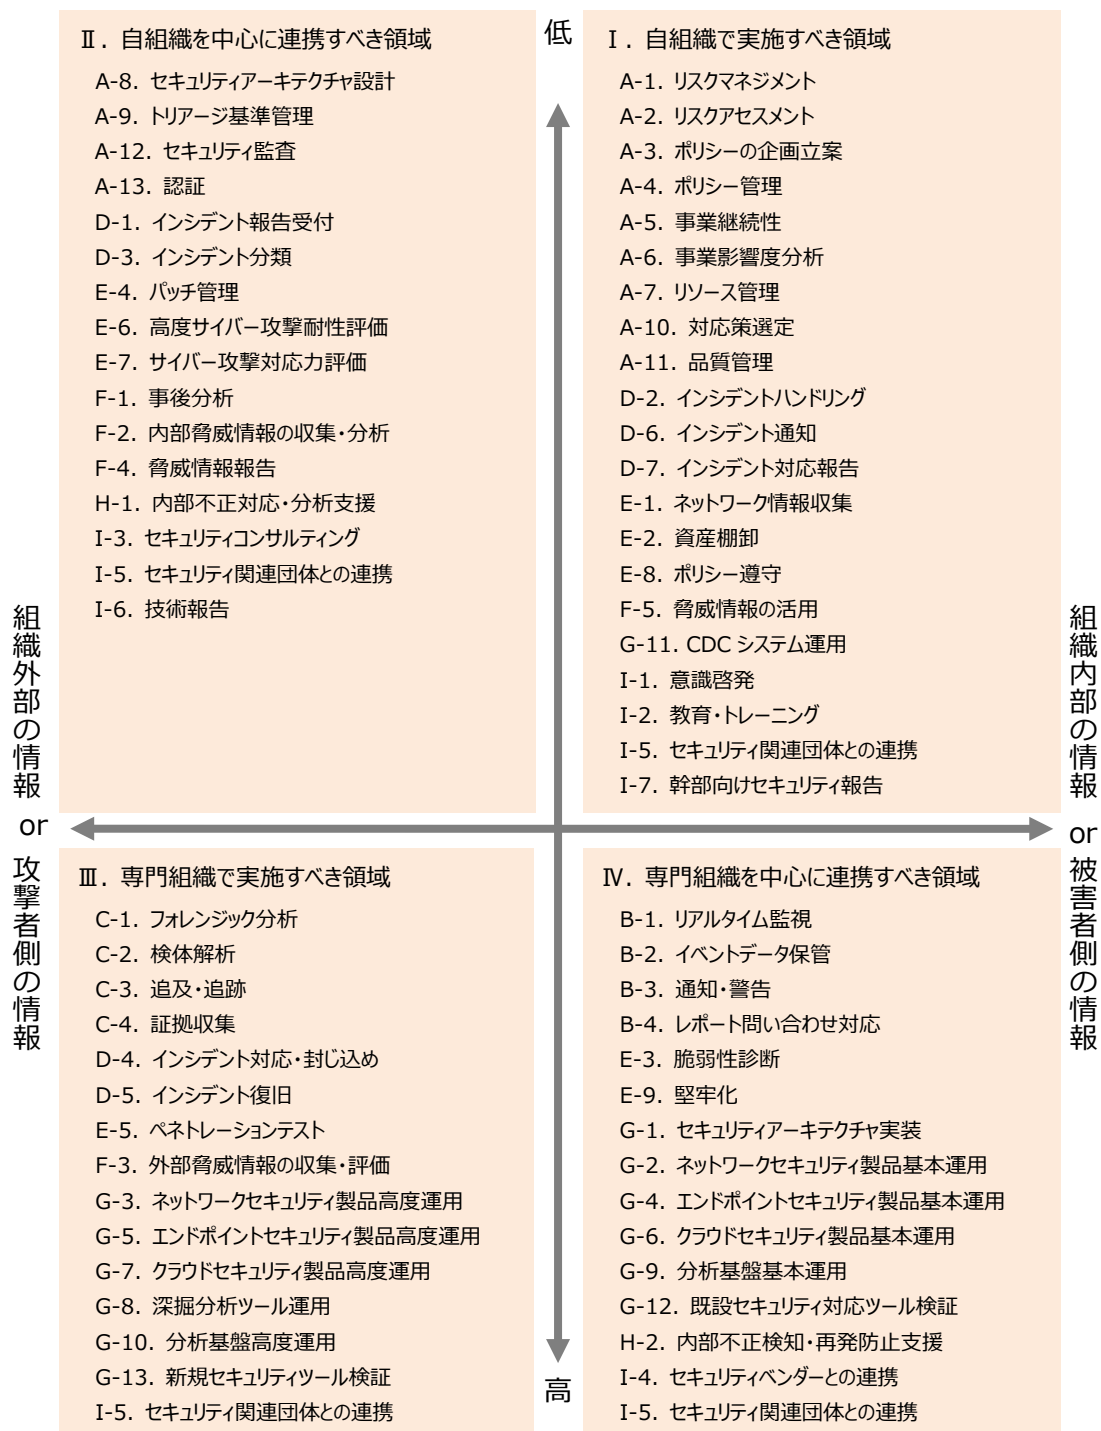 低
Ⅱ. 自組織を中心に連携すべき領域
A-8. セキュリティアーキテクチャ設計
A-9. トリアージ基準管理
A-12. セキュリティ監査
A-13. 認証
D-1. インシデント報告受付
D-3. インシデント分類
E-4. パッチ管理
E-6. 高度サイバー攻撃耐性評価
E-7. サイバー攻撃対応力評価
F-1. 事後分析
F-2. 内部脅威情報の収集・分析
F-4. 脅威情報報告
H-1. 内部不正対応・分析支援
I-3. セキュリティコンサルティング
I-5. セキュリティ関連団体との連携
I-6. 技術報告
Ⅰ. 自組織で実施すべき領域
A-1. リスクマネジメント
A-2. リスクアセスメント
A-3. ポリシーの企画立案
A-4. ポリシー管理
A-5. 事業継続性
A-6. 事業影響度分析
A-7. リソース管理
A-10. 対応策選定
A-11. 品質管理
D-2. インシデントハンドリング
D-6. インシデント通知
D-7. インシデント対応報告
E-1. ネットワーク情報収集
E-2. 資産棚卸
E-8. ポリシー遵守
F-5. 脅威情報の活用
G-11. CDC システム運用
I-1. 意識啓発
I-2. 教育・トレーニング
I-5. セキュリティ関連団体との連携
I-7. 幹部向けセキュリティ報告
組織外部の情報
or
攻撃者側の情報
組織内部の情報
or
被害者側の情報
Ⅲ. 専門組織で実施すべき領域
C-1. フォレンジック分析
C-2. 検体解析
C-3. 追及・追跡
C-4. 証拠収集
D-4. インシデント対応・封じ込め
D-5. インシデント復旧
E-5. ペネトレーションテスト
F-3. 外部脅威情報の収集・評価
G-3. ネットワークセキュリティ製品高度運用
G-5. エンドポイントセキュリティ製品高度運用
G-7. クラウドセキュリティ製品高度運用
G-8. 深掘分析ツール運用
G-10. 分析基盤高度運用
G-13. 新規セキュリティツール検証
I-5. セキュリティ関連団体との連携
Ⅳ. 専門組織を中心に連携すべき領域
B-1. リアルタイム監視
B-2. イベントデータ保管
B-3. 通知・警告
B-4. レポート問い合わせ対応
E-3. 脆弱性診断
E-9. 堅牢化
G-1. セキュリティアーキテクチャ実装
G-2. ネットワークセキュリティ製品基本運用
G-4. エンドポイントセキュリティ製品基本運用
G-6. クラウドセキュリティ製品基本運用
G-9. 分析基盤基本運用
G-12. 既設セキュリティ対応ツール検証
H-2. 内部不正検知・再発防止支援
I-4. セキュリティベンダーとの連携
I-5. セキュリティ関連団体との連携
高